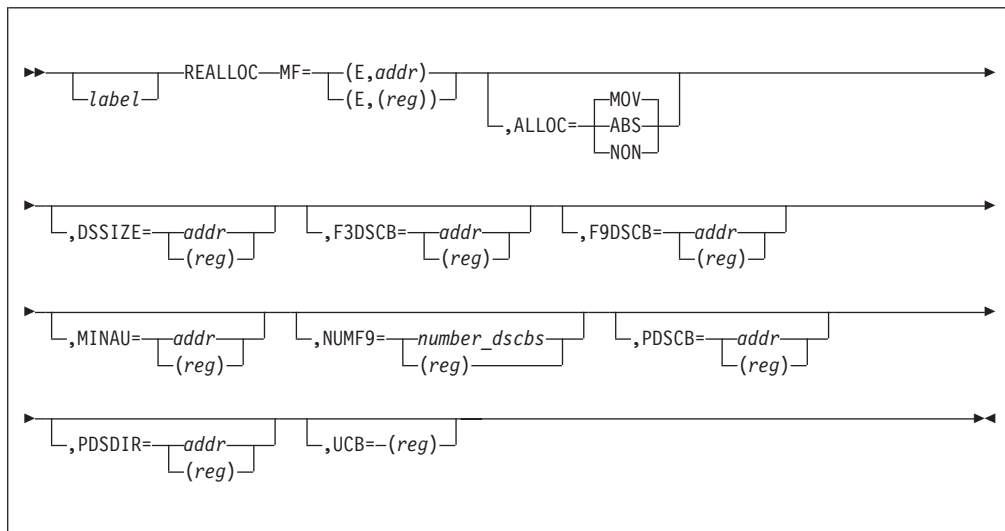 REALLOC MF= (E,addr)
label (E,(reg))
,ALLOC= MOV
ABS
NON
,DSSIZE= addr ,F3DSCB= addr ,F9DSCB= addr
(reg) (reg) (reg)
,MINAU= addr ,NUMF9= number_dscbs ,PDSCB= addr
(reg) (reg) (reg)
,PDSDIR= addr ,UCB= (reg)
(reg)